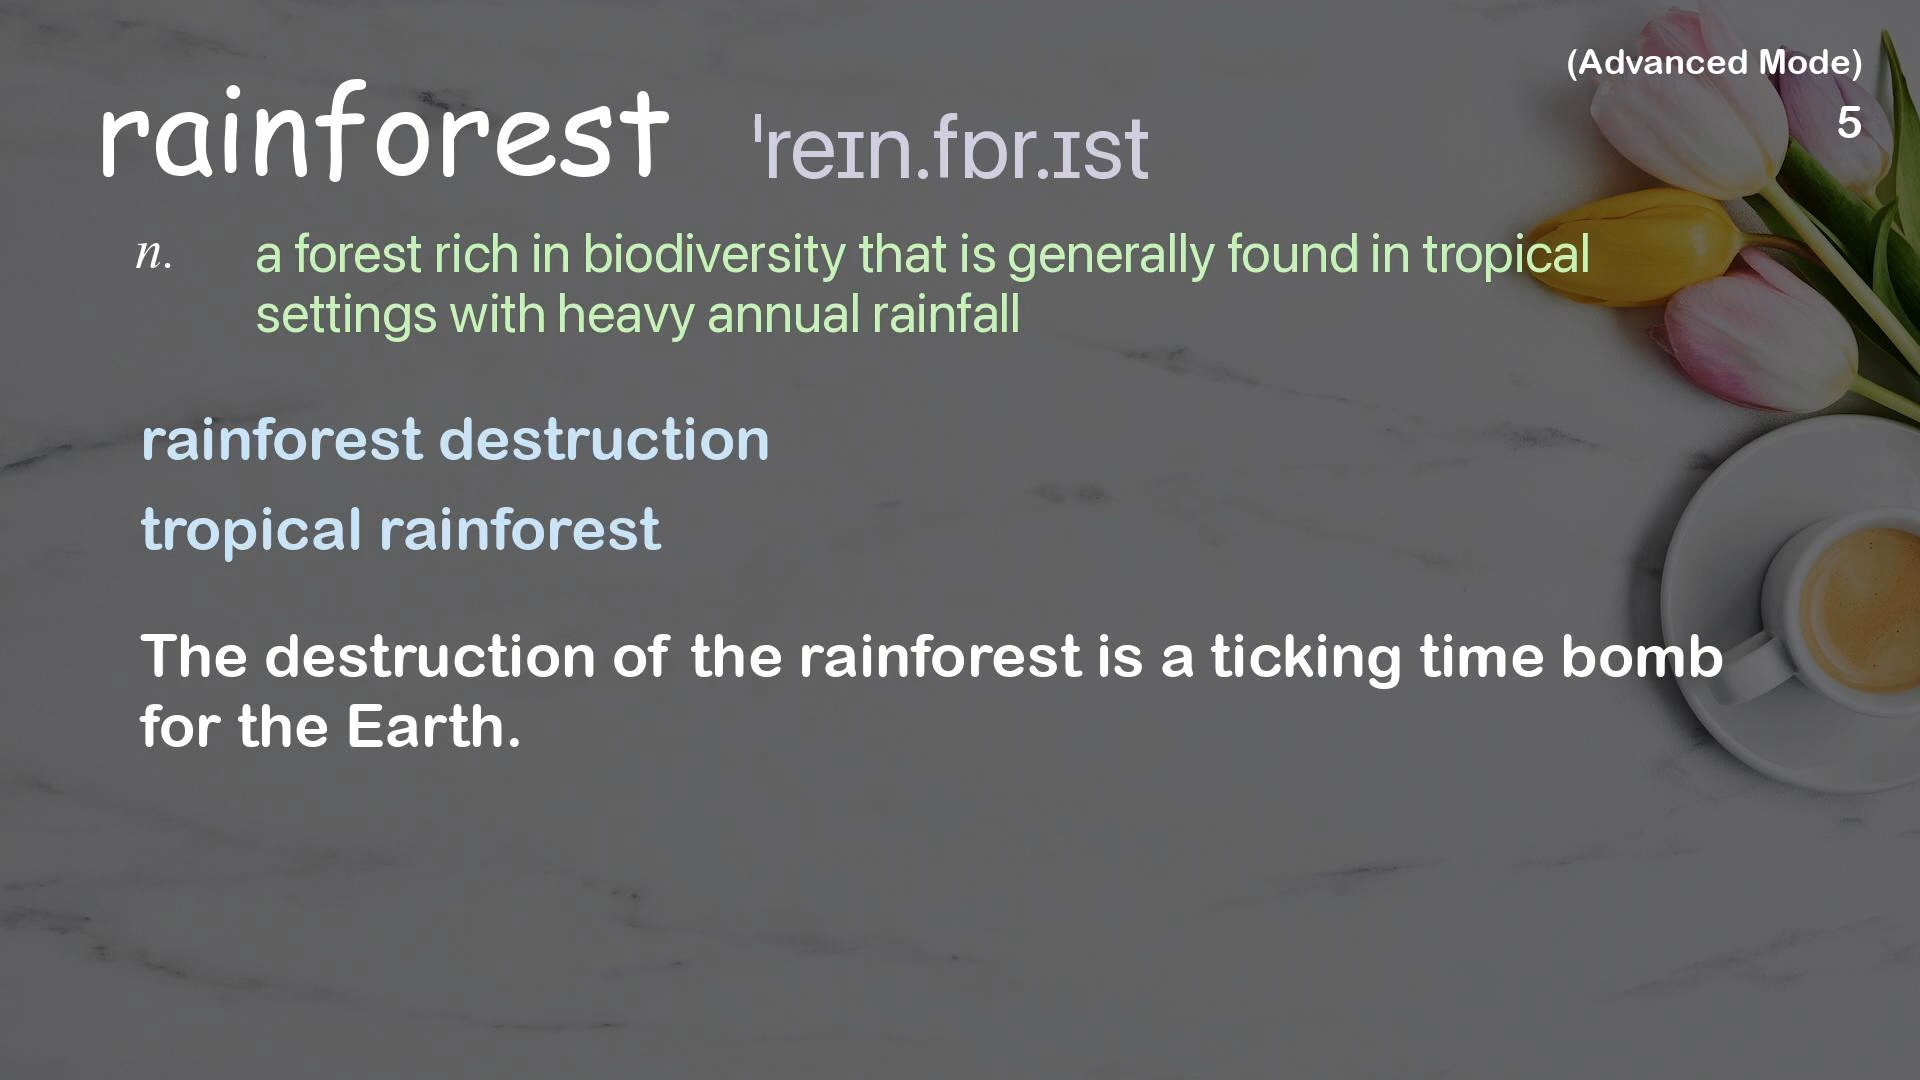 (Advanced Mode)
rainforest ˈreɪn.fɒr.ɪst
5
n. a forest rich in biodiversity that is generally found in tropical
settings with heavy annual rainfall
rainforest destruction
tropical rainforest
The destruction of the rainforest is a ticking time bomb
for the Earth.